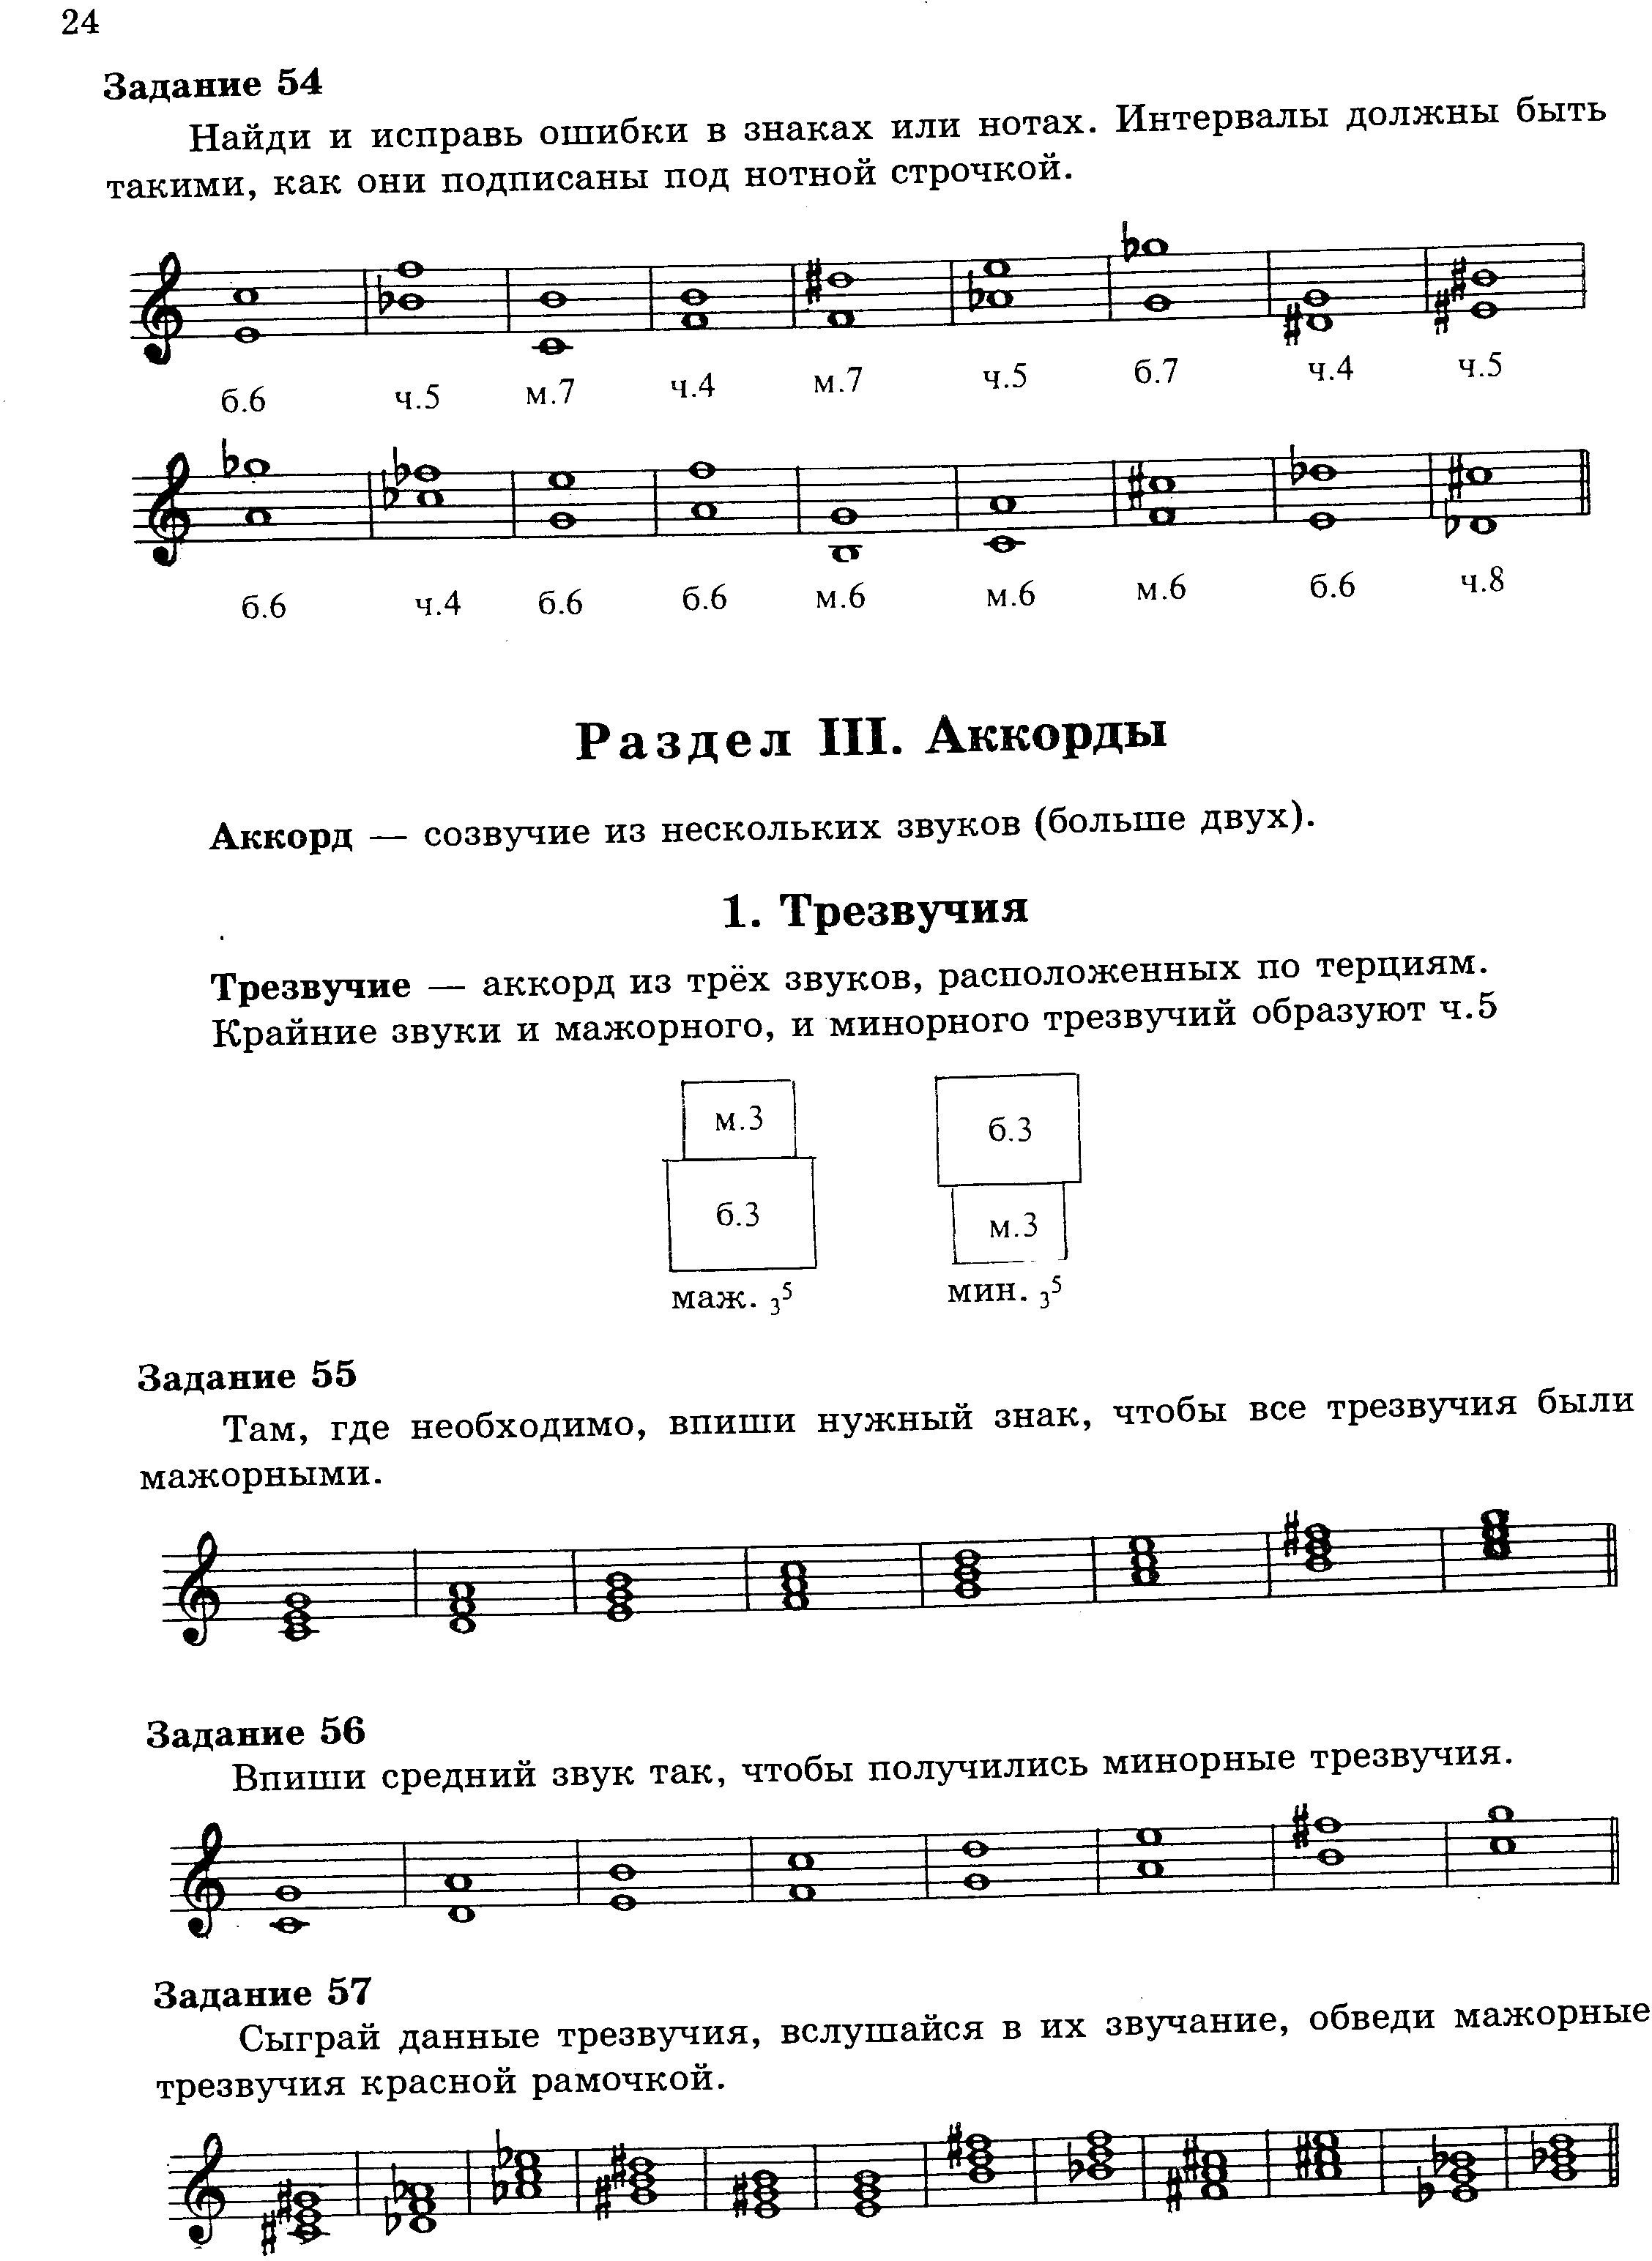 24
Задание 54
Найди и исправь ошибки в знаках или нотах. Интервалы должны быть
такими, как они подписаны под нотной строчкой.
б.6 ч.5 м.7 ч.4 м.7 ч.5 б.7 ч.4 ч.5
б.6 ч.4 б.6 б.6 м.6 м.6 м.6 б.6 ч.8
Раздел III. Аккорды
Аккорд — созвучие из нескольких звуков (больше двух).
1. Трезвучия
Трезвучие — аккорд из трёх звуков, расположенных по терциям.
Крайние звуки и мажорного, и минорного трезвучий образуют ч.5
м.3 б.3
б.3 м.3
маж. ₃⁵ мин. ₃⁵
Задание 55
Там, где необходимо, впиши нужный знак, чтобы все трезвучия были
мажорными.
Задание 56
Впиши средний звук так, чтобы получились минорные трезвучия.
Задание 57
Сыграй данные трезвучия, вслушайся в их звучание, обведи мажорные
трезвучия красной рамочкой.